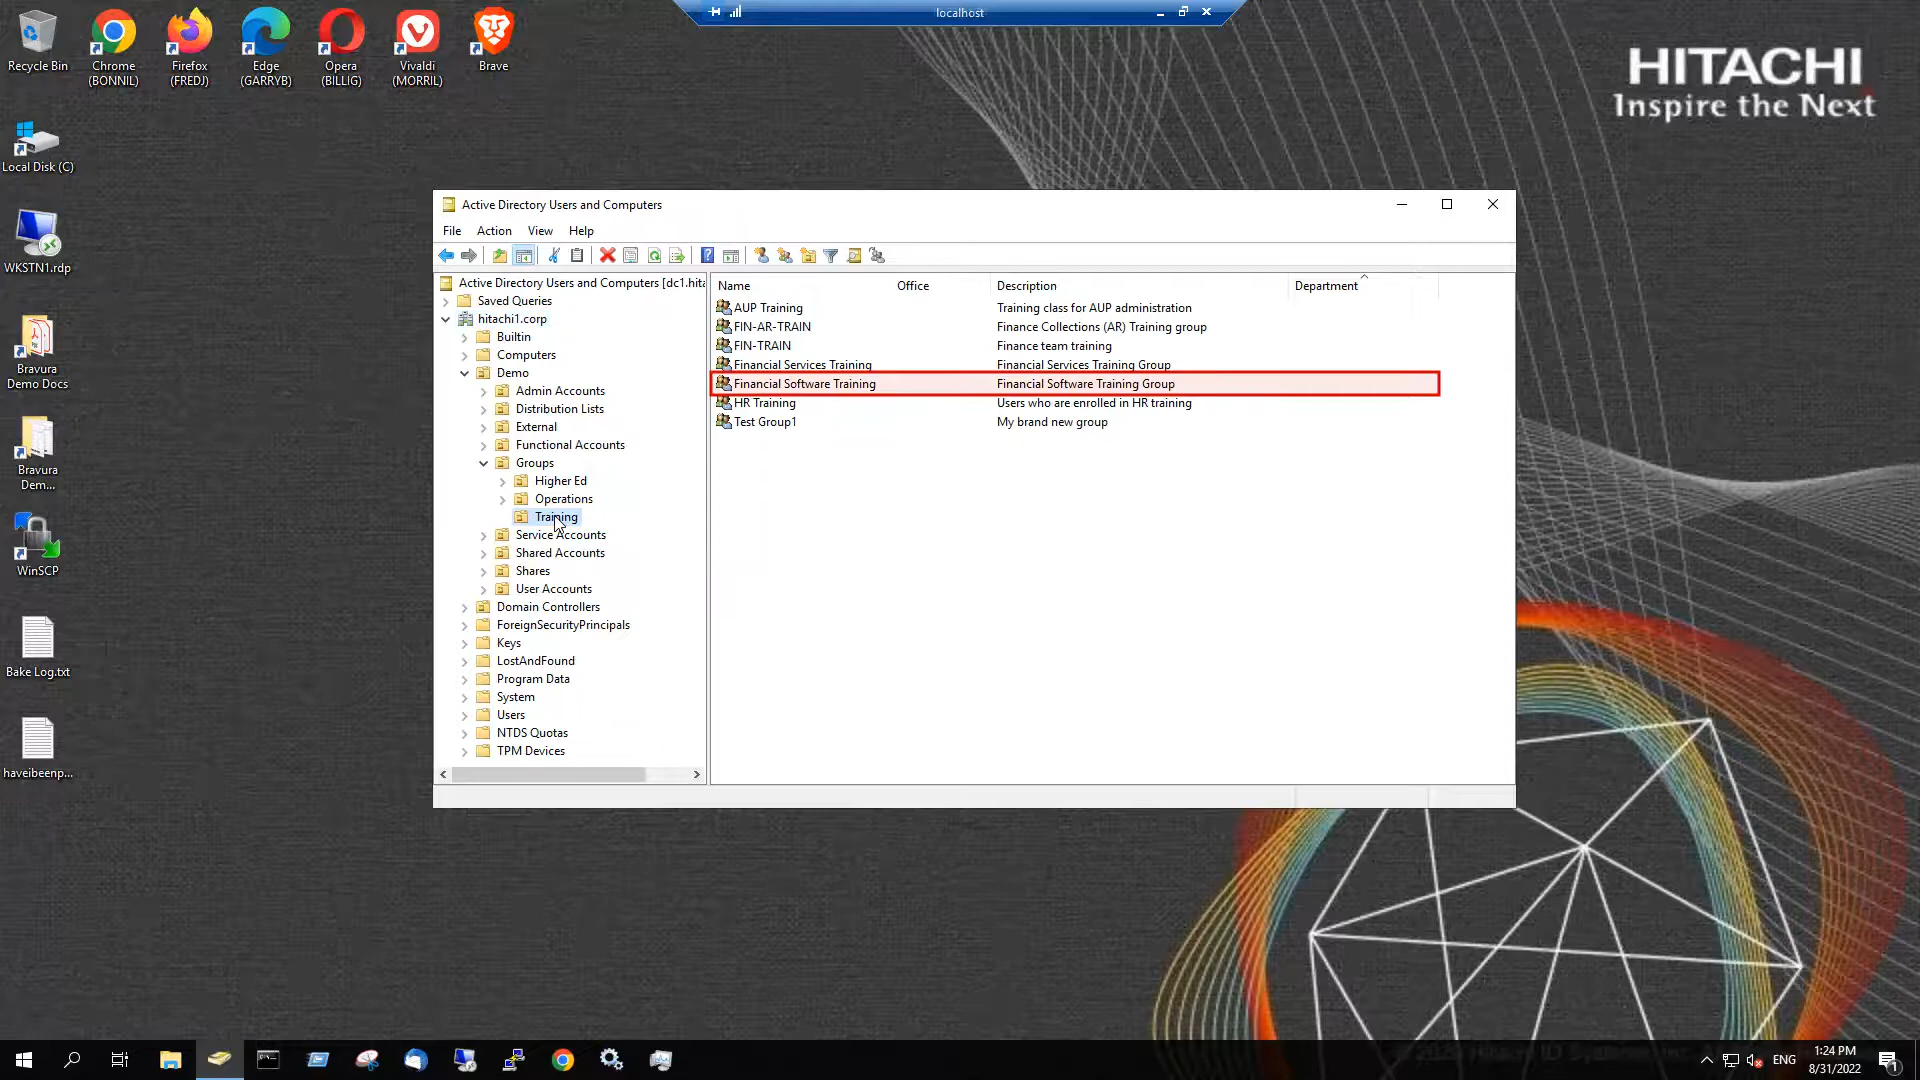 localhost
Recycle Bin
Chrome
(BONNIL)
Firefox
(FREDJ)
Edge
(GARRYB)
Opera
(BILLIG)
Vivaldi
(MORRIL)
Brave
HITACHI
Inspire the Next
Local Disk (C)
WKSTN1.rdp
Bravura
Demo Docs
Bravura
Dem...
WinSCP
Bake Log.txt
haveibeenp...
Active Directory Users and Computers
File Action View Help
Active Directory Users and Computers [dc1.hita
Saved Queries
hitachi1.corp
Builtin
Computers
Demo
Admin Accounts
Distribution Lists
External
Functional Accounts
Groups
Higher Ed
Operations
Training
Service Accounts
Shared Accounts
Shares
User Accounts
Domain Controllers
ForeignSecurityPrincipals
Keys
LostAndFound
Program Data
System
Users
NTDS Quotas
TPM Devices
Name Office Description Department
AUP Training Training class for AUP administration
FIN-AR-TRAIN Finance Collections (AR) Training group
FIN-TRAIN Finance team training
Financial Services Training Financial Services Training Group
Financial Software Training Financial Software Training Group
HR Training Users who are enrolled in HR training
Test Group1 My brand new group
ENG
1:24 PM
8/31/2022
1